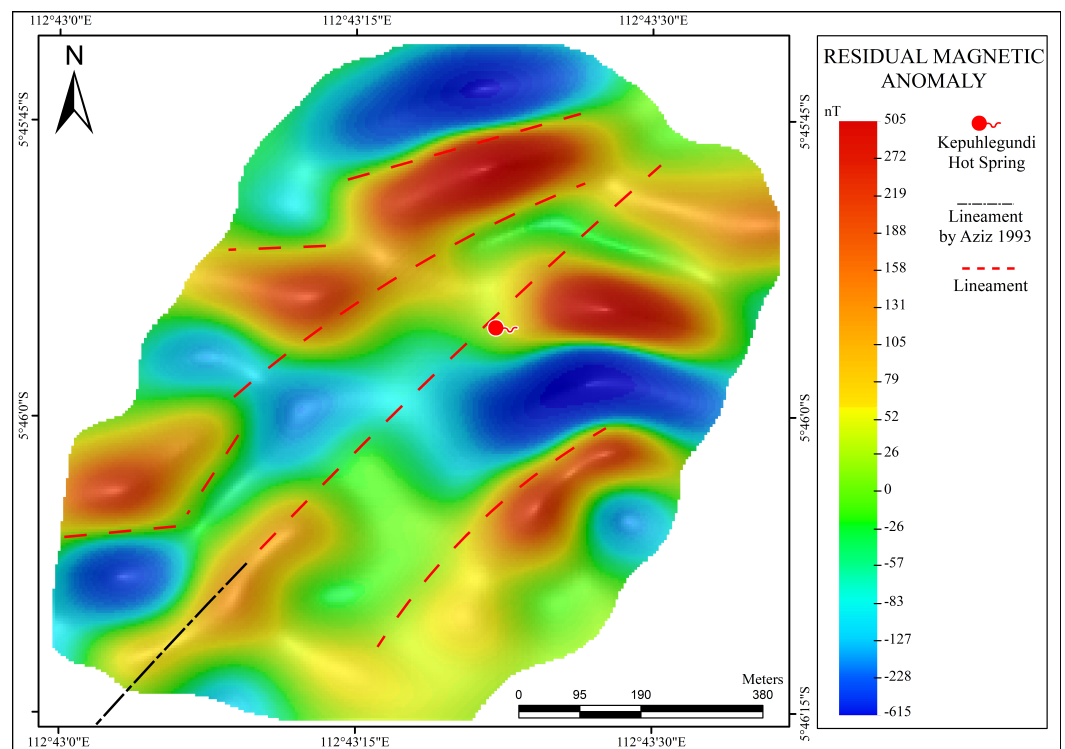 112°43'0"E 112°43'15"E 112°43'30"E
N
5°45'45"S
5°46'0"S
5°45'45"S
5°46'0"S
5°46'15"S
Meters
0 95 190 380
112°43'0"E 112°43'15"E 112°43'30"E
RESIDUAL MAGNETIC
ANOMALY
nT
505
272
219
188
158
131
105
79
52
26
0
-26
-57
-83
-127
-228
-615
Kepuhlegundi
Hot Spring
Lineament
by Aziz 1993
Lineament